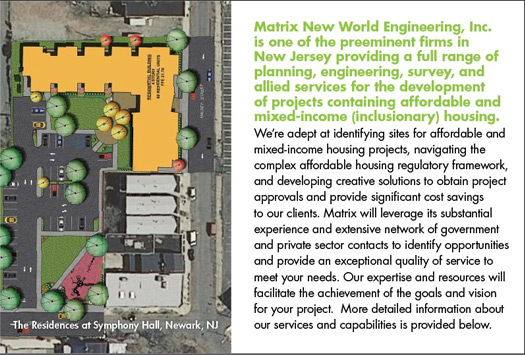 RESIDENTIAL BUILDING
4 STORY
60 RESIDENTIAL UNITS
The Residences at Symphony Hall, Newark, NJ
Matrix New World Engineering, Inc.
is one of the preeminent firms in
New Jersey providing a full range of
planning, engineering, survey, and
allied services for the development
of projects containing affordable and
mixed-income (inclusionary) housing.
We're adept at identifying sites for affordable and
mixed-income housing projects, navigating the
complex affordable housing regulatory framework,
and developing creative solutions to obtain project
approvals and provide significant cost savings
to our clients. Matrix will leverage its substantial
experience and extensive network of government
and private sector contacts to identify opportunities
and provide an exceptional quality of service to
meet your needs. Our expertise and resources will
facilitate the achievement of the goals and vision
for your project.  More detailed information about
our services and capabilities is provided below.